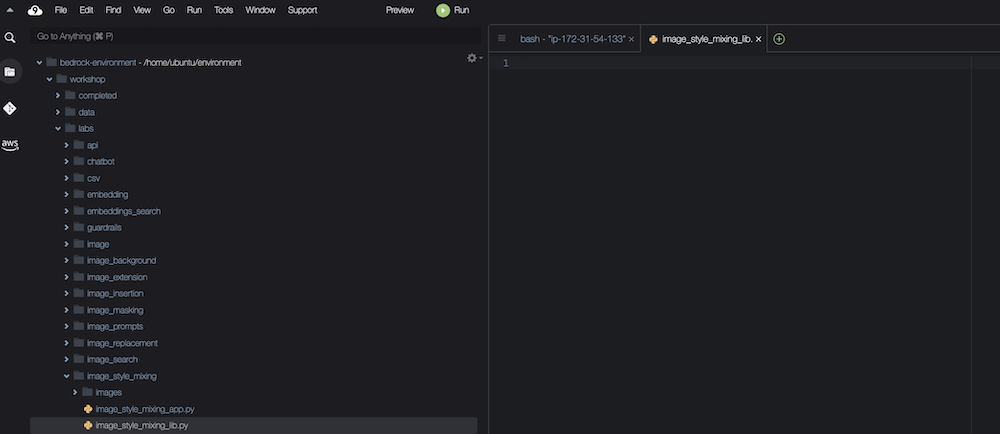 9 File Edit Find View Go Run Tools Window Support Preview Run
Go to Anything (⌘ P)
bash - "ip-172-31-54-133" × image_style_mixing_lib. ×
bedrock-environment - /home/ubuntu/environment
1
workshop
completed
data
labs
api
aws
chatbot
csv
embedding
embeddings_search
guardrails
image
image_background
image_extension
image_insertion
image_masking
image_prompts
image_replacement
image_search
image_style_mixing
images
image_style_mixing_app.py
image_style_mixing_lib.py